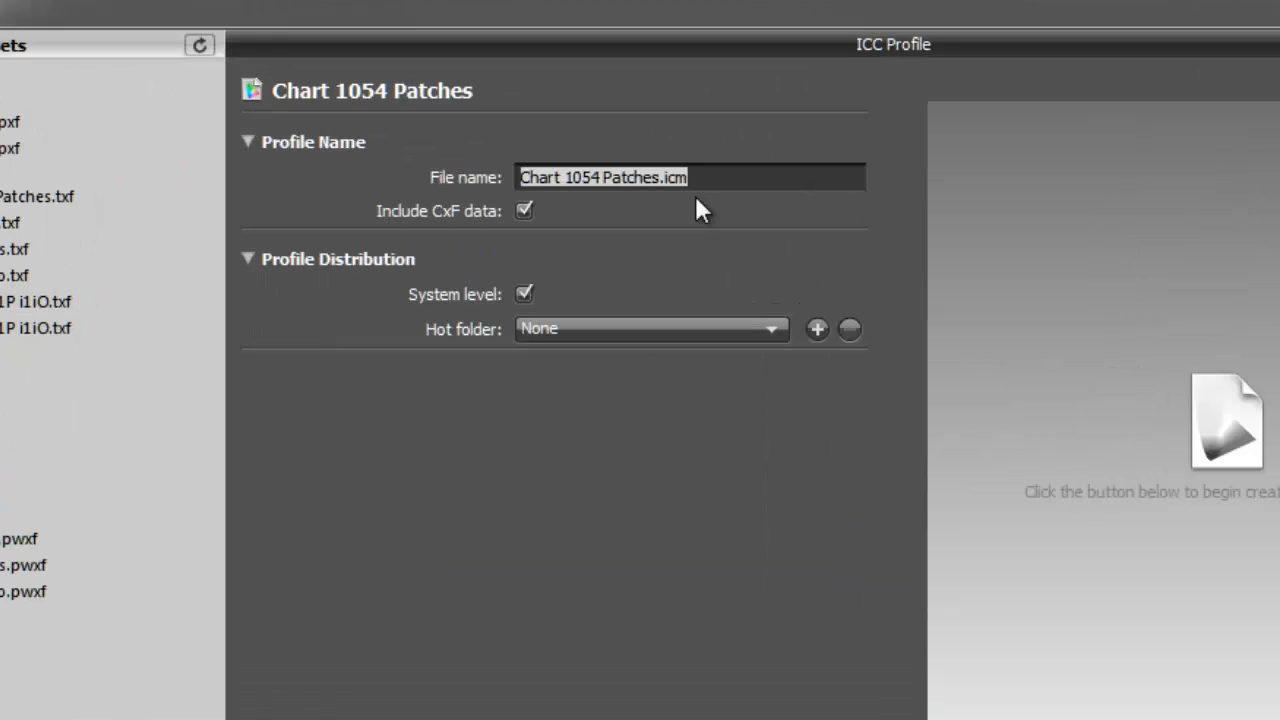 ets
ICC Profile
Chart 1054 Patches
pxf
Profile Name
pxf
File name: Chart 1054 Patches.icm
Patches.txf
Include CxF data:
.txf
s.txf
Profile Distribution
o.txf
System level:
1P i1iO.txf
Hot folder: None
1P i1iO.txf
Click the button below to begin creat
.pwxf
s.pwxf
o.pwxf